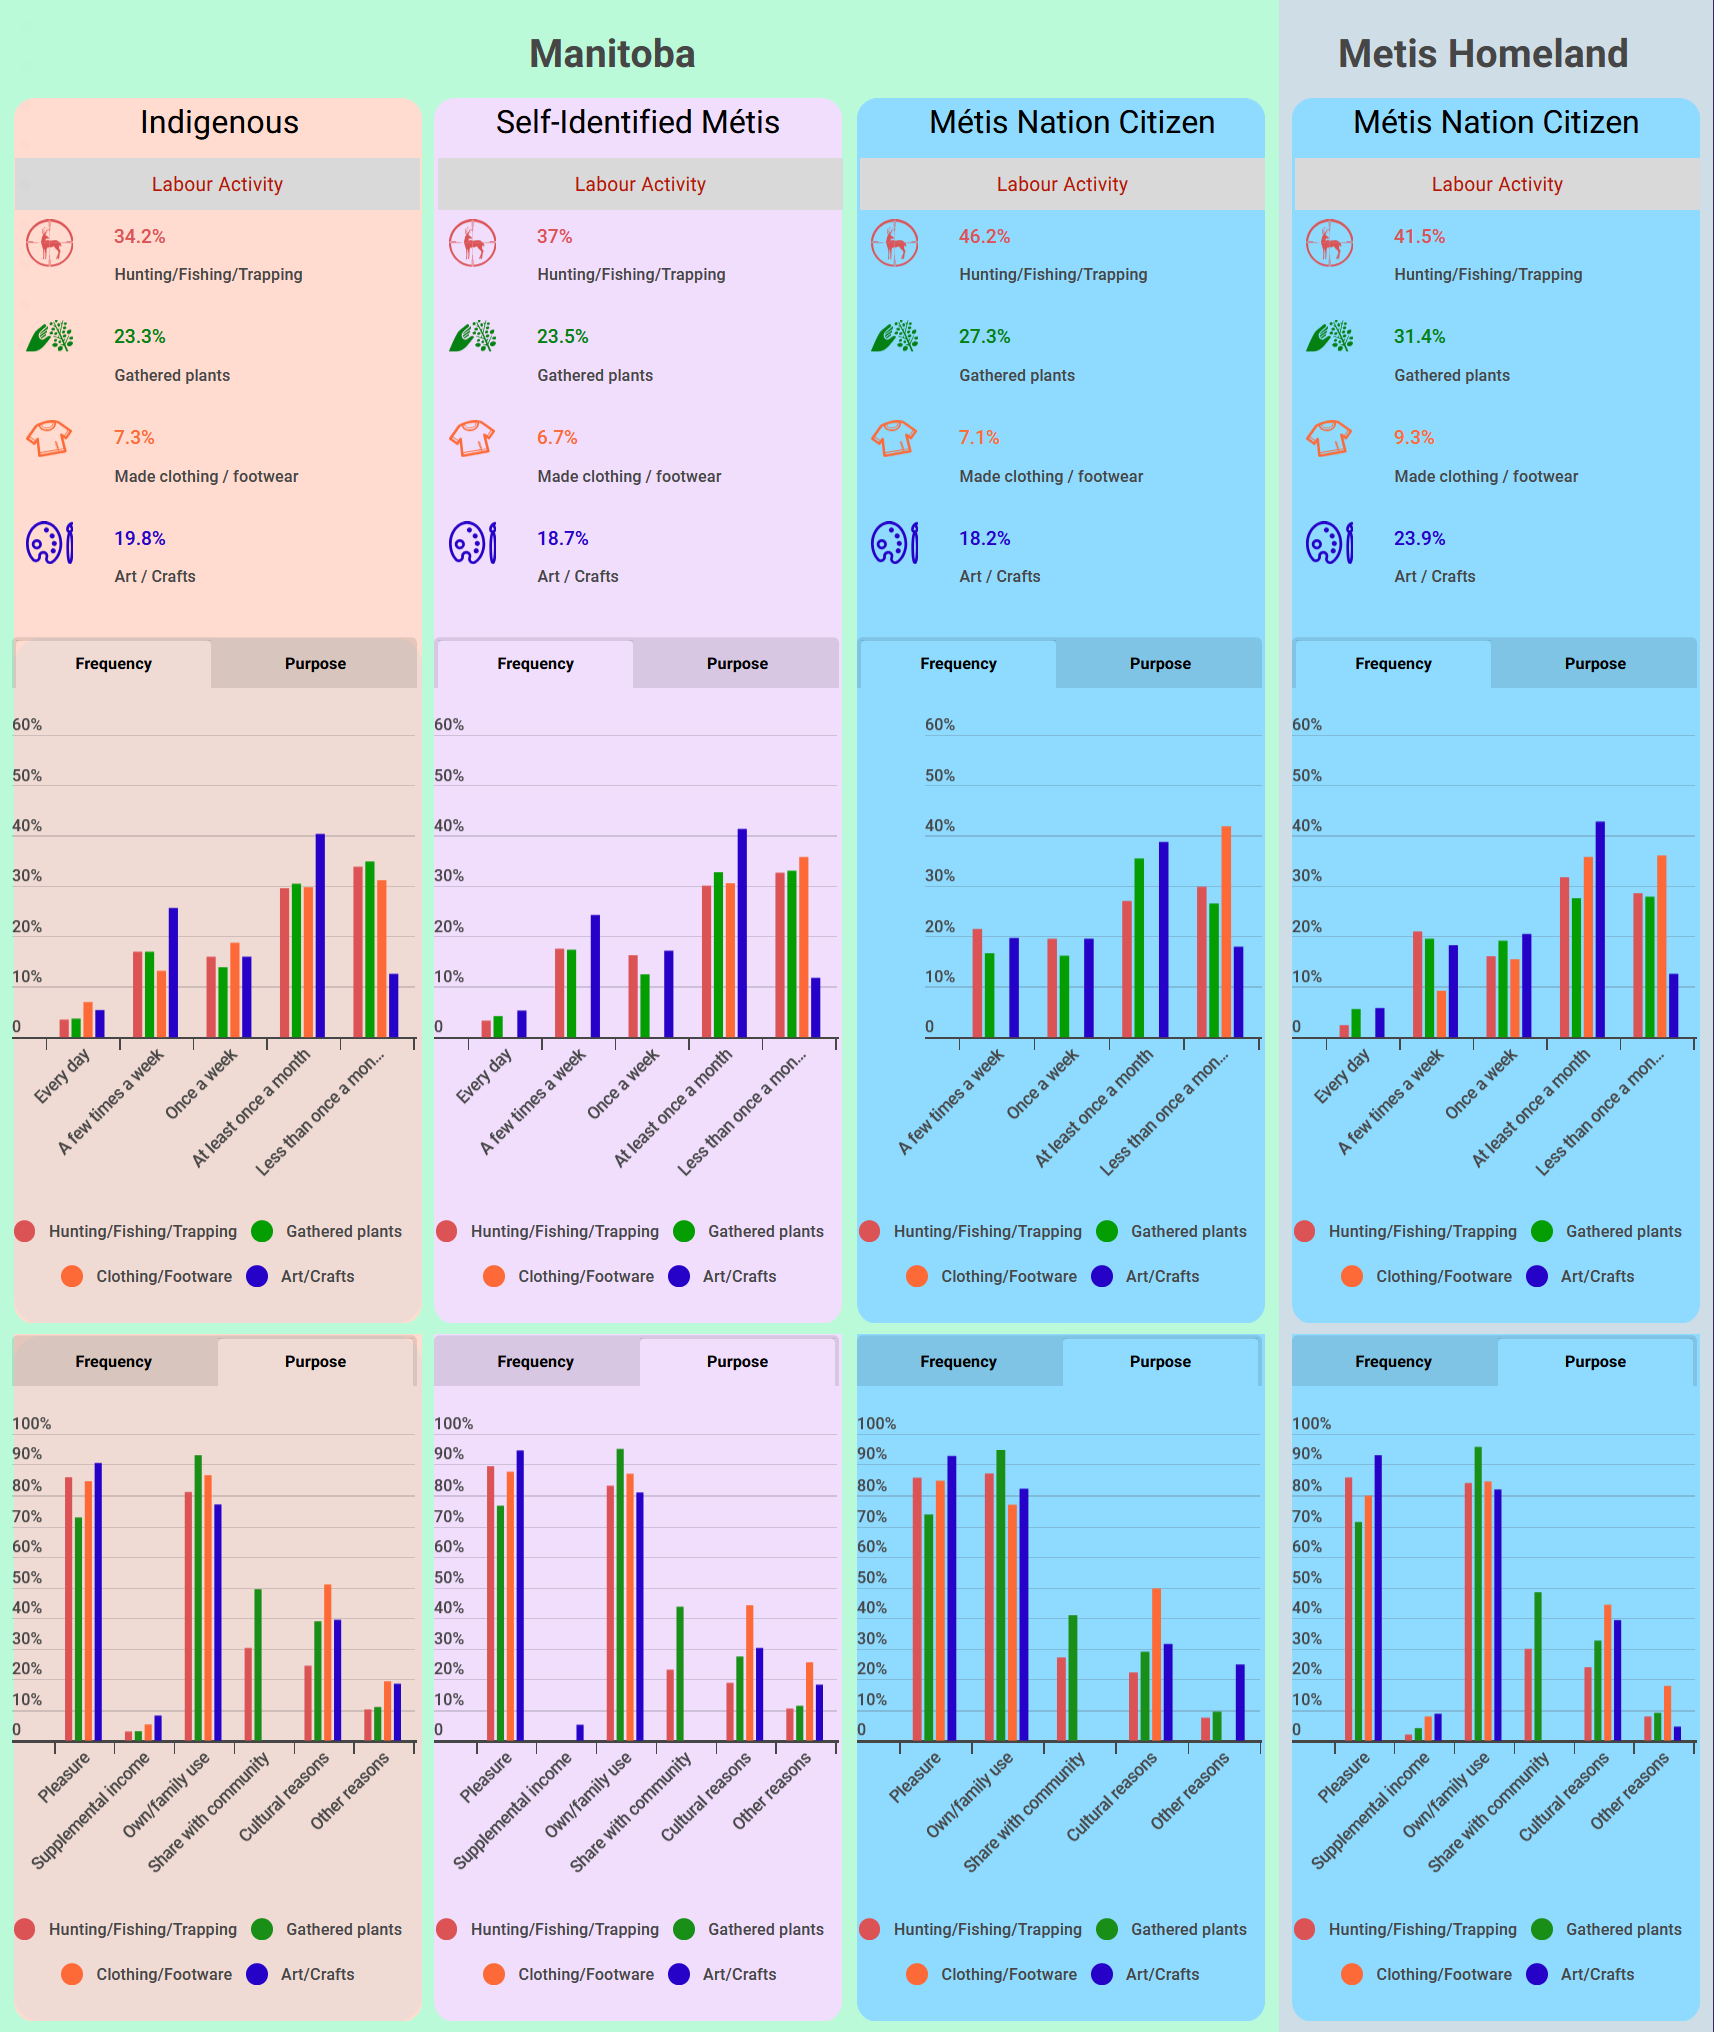 Manitoba
Metis Homeland
Indigenous
Self-Identified Métis
Métis Nation Citizen
Métis Nation Citizen
Labour Activity
Labour Activity
Labour Activity
Labour Activity
34.2%
Hunting/Fishing/Trapping
23.3%
Gathered plants
7.3%
Made clothing / footwear
19.8%
Art / Crafts
37%
Hunting/Fishing/Trapping
23.5%
Gathered plants
6.7%
Made clothing / footwear
18.7%
Art / Crafts
46.2%
Hunting/Fishing/Trapping
27.3%
Gathered plants
7.1%
Made clothing / footwear
18.2%
Art / Crafts
41.5%
Hunting/Fishing/Trapping
31.4%
Gathered plants
9.3%
Made clothing / footwear
23.9%
Art / Crafts
Frequency Purpose
60%
50%
40%
30%
20%
10%
0
Every day
A few times a week
Once a week
At least once a month
Less than once a mon...
Hunting/Fishing/Trapping Gathered plants
Clothing/Footware Art/Crafts
Frequency Purpose
60%
50%
40%
30%
20%
10%
0
Every day
A few times a week
Once a week
At least once a month
Less than once a mon...
Hunting/Fishing/Trapping Gathered plants
Clothing/Footware Art/Crafts
Frequency Purpose
60%
50%
40%
30%
20%
10%
0
A few times a week
Once a week
At least once a month
Less than once a mon...
Hunting/Fishing/Trapping Gathered plants
Clothing/Footware Art/Crafts
Frequency Purpose
60%
50%
40%
30%
20%
10%
0
Every day
A few times a week
Once a week
At least once a month
Less than once a mon...
Hunting/Fishing/Trapping Gathered plants
Clothing/Footware Art/Crafts
Frequency Purpose
100%
90%
80%
70%
60%
50%
40%
30%
20%
10%
0
Pleasure
Supplemental income
Own/family use
Share with community
Cultural reasons
Other reasons
Hunting/Fishing/Trapping Gathered plants
Clothing/Footware Art/Crafts
Frequency Purpose
100%
90%
80%
70%
60%
50%
40%
30%
20%
10%
0
Pleasure
Supplemental income
Own/family use
Share with community
Cultural reasons
Other reasons
Hunting/Fishing/Trapping Gathered plants
Clothing/Footware Art/Crafts
Frequency Purpose
100%
90%
80%
70%
60%
50%
40%
30%
20%
10%
0
Pleasure
Own/family use
Share with community
Cultural reasons
Other reasons
Hunting/Fishing/Trapping Gathered plants
Clothing/Footware Art/Crafts
Frequency Purpose
100%
90%
80%
70%
60%
50%
40%
30%
20%
10%
0
Pleasure
Supplemental income
Own/family use
Share with community
Cultural reasons
Other reasons
Hunting/Fishing/Trapping Gathered plants
Clothing/Footware Art/Crafts